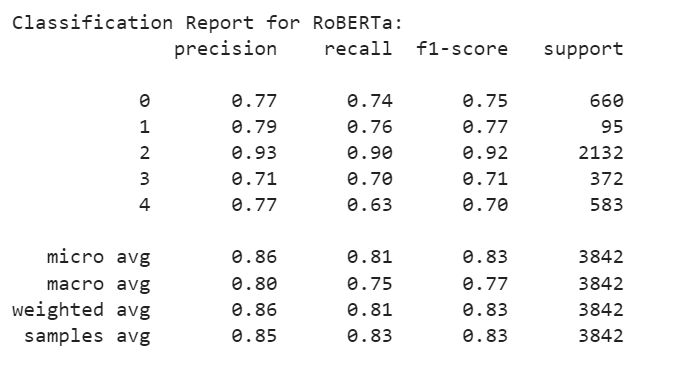 Classification Report for RoBERTa:
precision recall f1-score support
0 0.77 0.74 0.75 660
1 0.79 0.76 0.77 95
2 0.93 0.90 0.92 2132
3 0.71 0.70 0.71 372
4 0.77 0.63 0.70 583
micro avg 0.86 0.81 0.83 3842
macro avg 0.80 0.75 0.77 3842
weighted avg 0.86 0.81 0.83 3842
samples avg 0.85 0.83 0.83 3842